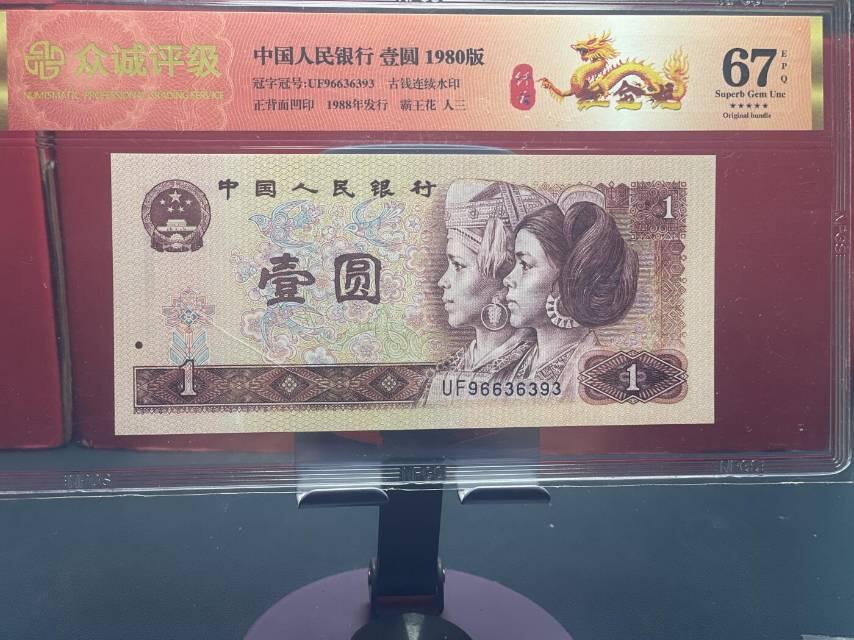 众诚评级
NUMISMATIC PROFESSIONAL GRADING SERVICE
中国人民银行 壹圆 1980版
冠字冠号:UF96636393 古钱连续水印
正背面凹印 1988年发行 霸王花 人三
67 EPQ
Superb Gem Unc
★★★★★
Original bundle
中国人民银行
1
壹圆
1
UF96636393
1